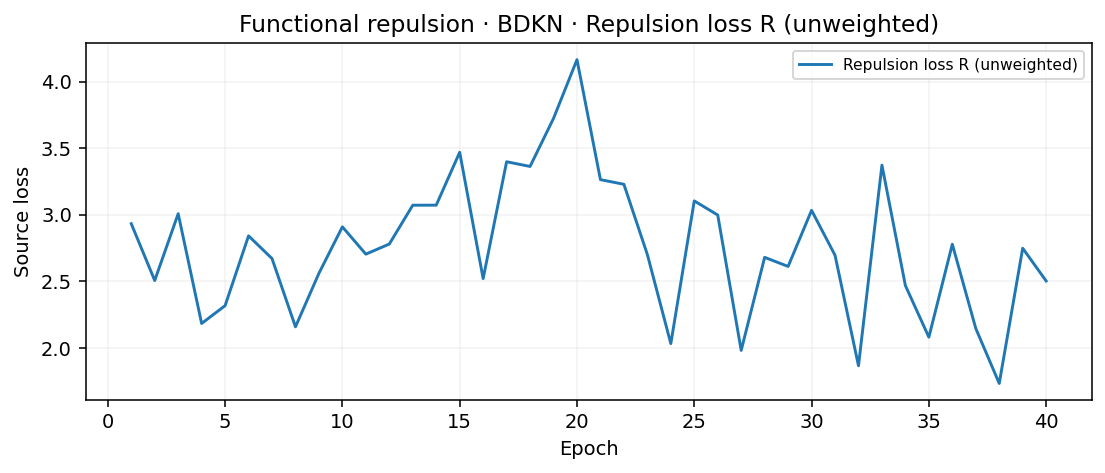 Functional repulsion · BDKN · Repulsion loss R (unweighted)
Repulsion loss R (unweighted)
Source loss
4.0
3.5
3.0
2.5
2.0
0 5 10 15 20 25 30 35 40
Epoch